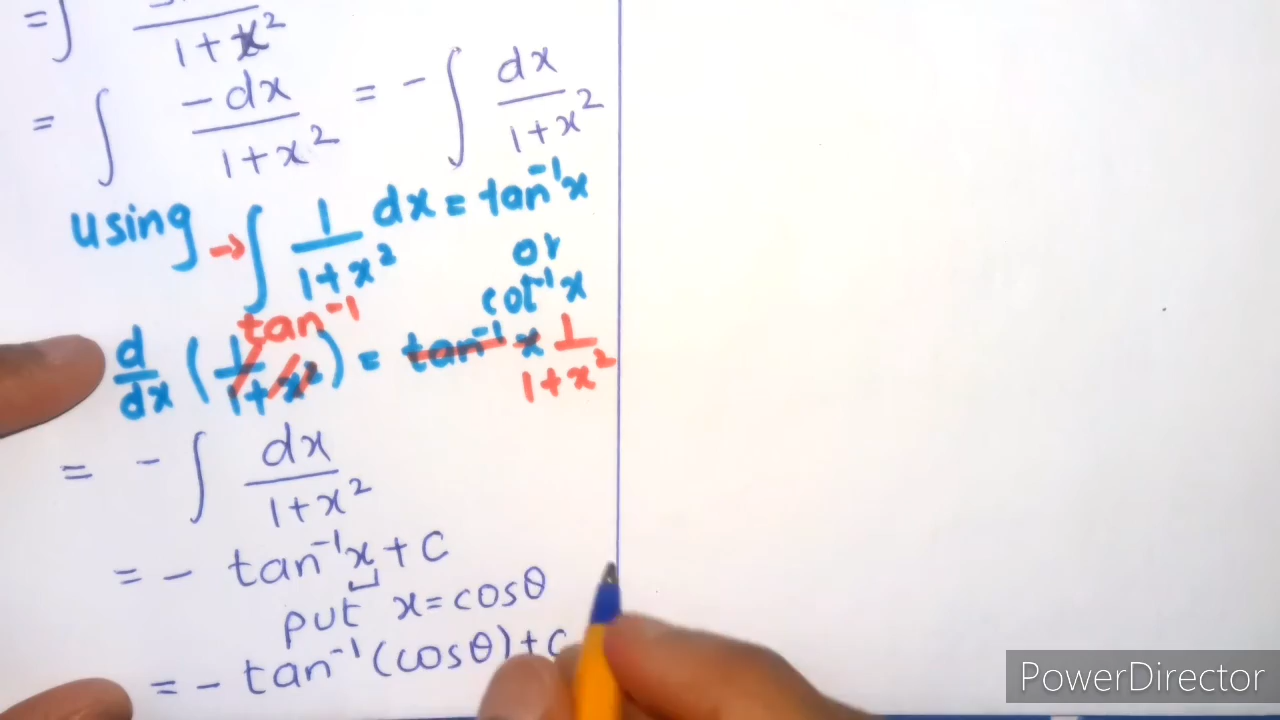 = ∫ 1+x²
= ∫ -dx / 1+x² = - ∫ dx / 1+x²
using → ∫ 1 / 1+x² dx = tan⁻¹x
or
cot⁻¹x
tan⁻¹
d/dx ( 1 / 1+x² ) = tan⁻¹ x 1 / 1+x²
= - ∫ dx / 1+x²
= - tan⁻¹x + C
put x = cosθ
= - tan⁻¹ (cosθ) + C
PowerDirector